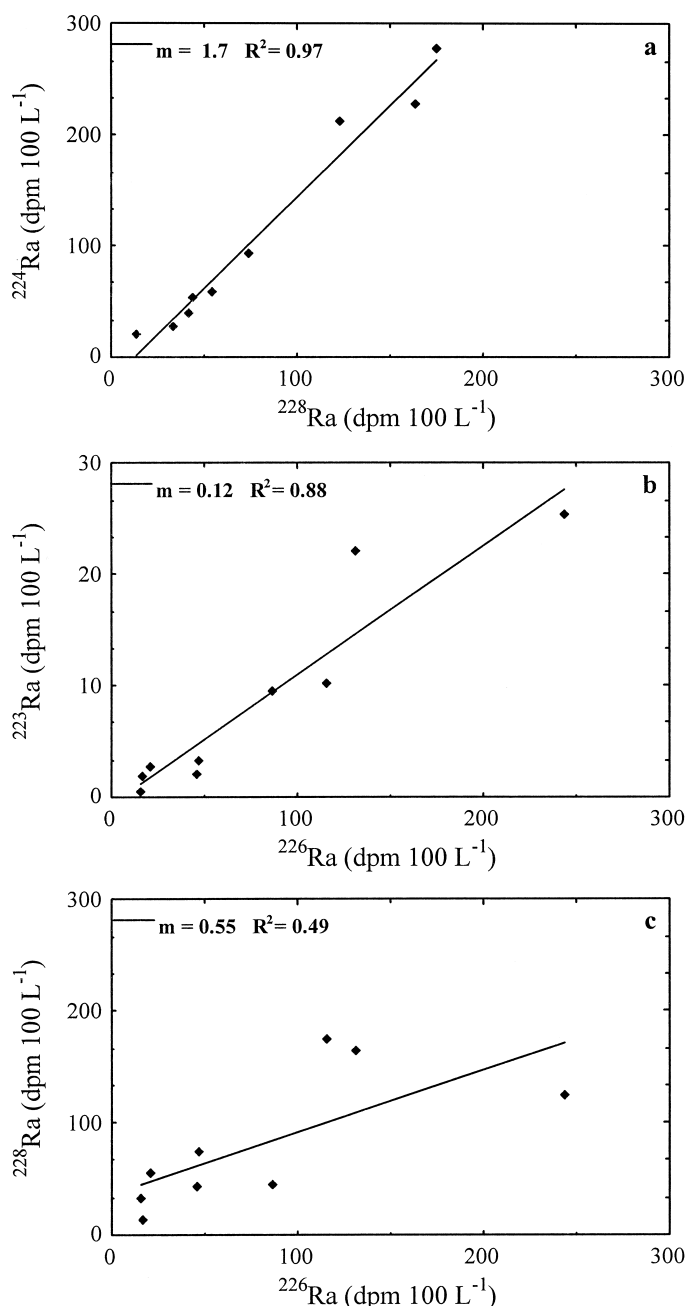 300
m = 1.7 R²= 0.97
a
200
100
0
²²⁴Ra (dpm 100 L⁻¹)
0 100 200 300
²²⁸Ra (dpm 100 L⁻¹)
30
m = 0.12 R²= 0.88
b
20
10
0
²²³Ra (dpm 100 L⁻¹)
0 100 200 300
²²⁶Ra (dpm 100 L⁻¹)
300
m = 0.55 R²= 0.49
c
200
100
0
²²⁸Ra (dpm 100 L⁻¹)
0 100 200 300
²²⁶Ra (dpm 100 L⁻¹)